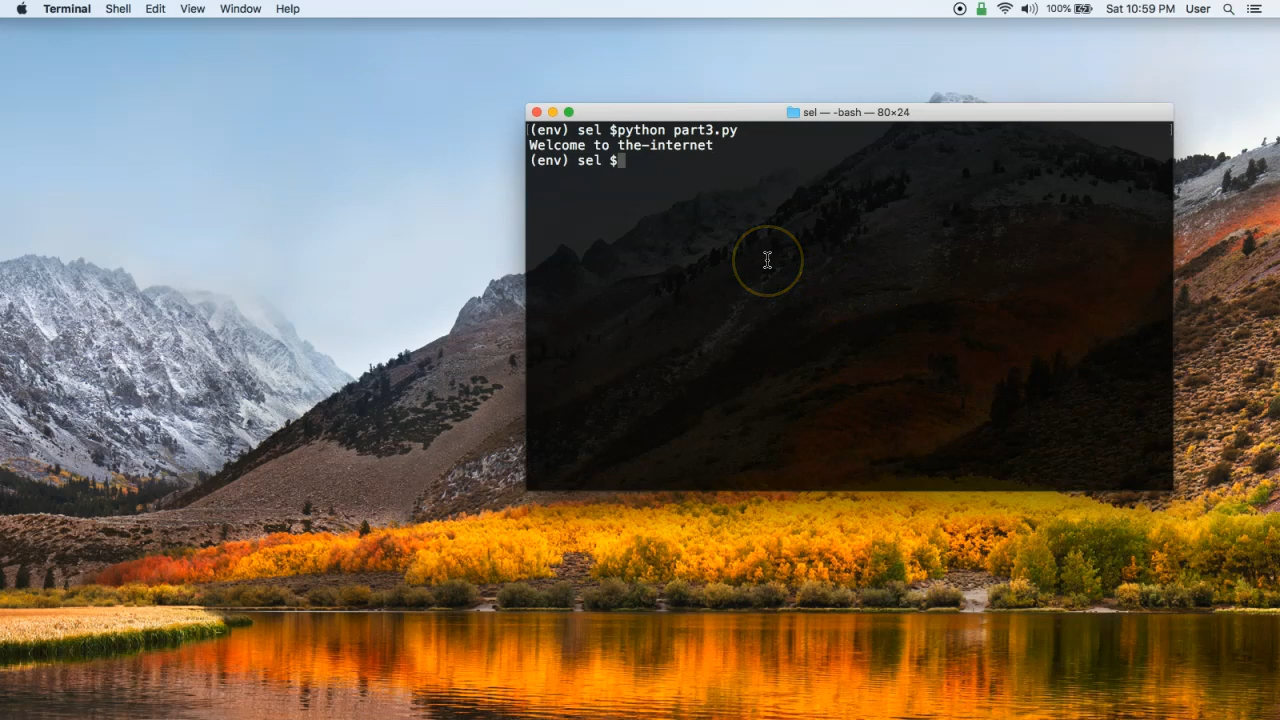 Terminal Shell Edit View Window Help 100% Sat 10:59 PM User
sel — -bash — 80×24
(env) sel $python part3.py
Welcome to the-internet
(env) sel $